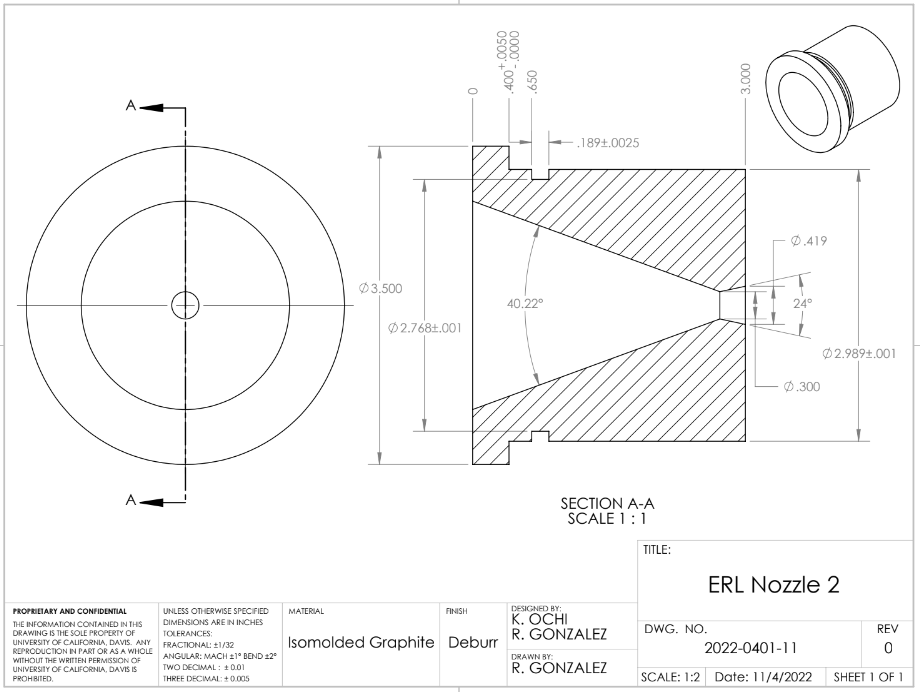 A
A
0
.400 +.0050 -.0000
.650
3.000
.189±.0025
Ø3.500
Ø2.768±.001
40.22°
Ø.419
24°
Ø2.989±.001
Ø.300
SECTION A-A
SCALE 1 : 1
PROPRIETARY AND CONFIDENTIAL
THE INFORMATION CONTAINED IN THIS
DRAWING IS THE SOLE PROPERTY OF
UNIVERSITY OF CALIFORNIA, DAVIS. ANY
REPRODUCTION IN PART OR AS A WHOLE
WITHOUT THE WRITTEN PERMISSION OF
UNIVERSITY OF CALIFORNIA, DAVIS IS
PROHIBITED.
UNLESS OTHERWISE SPECIFIED
DIMENSIONS ARE IN INCHES
TOLERANCES:
FRACTIONAL: ±1/32
ANGULAR: MACH ±1° BEND ±2°
TWO DECIMAL : ± 0.01
THREE DECIMAL: ± 0.005
MATERIAL
Isomolded Graphite
FINISH
Deburr
DESIGNED BY:
K. OCHI
R. GONZALEZ
DRAWN BY:
R. GONZALEZ
TITLE:
ERL Nozzle 2
DWG. NO.
2022-0401-11
REV
0
SCALE: 1:2
Date: 11/4/2022
SHEET 1 OF 1